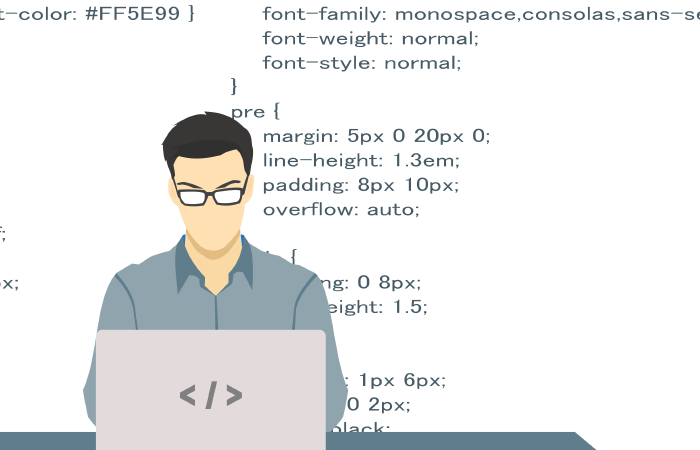 t-color: #FF5E99 }
font-family: monospace,consolas,sans-se
font-weight: normal;
font-style: normal;
}
pre {
margin: 5px 0 20px 0;
line-height: 1.3em;
padding: 8px 10px;
overflow: auto;
;
{
ng: 0 8px;
x;
eight: 1.5;
: 1px 6px;
0 2px;
black;
</>